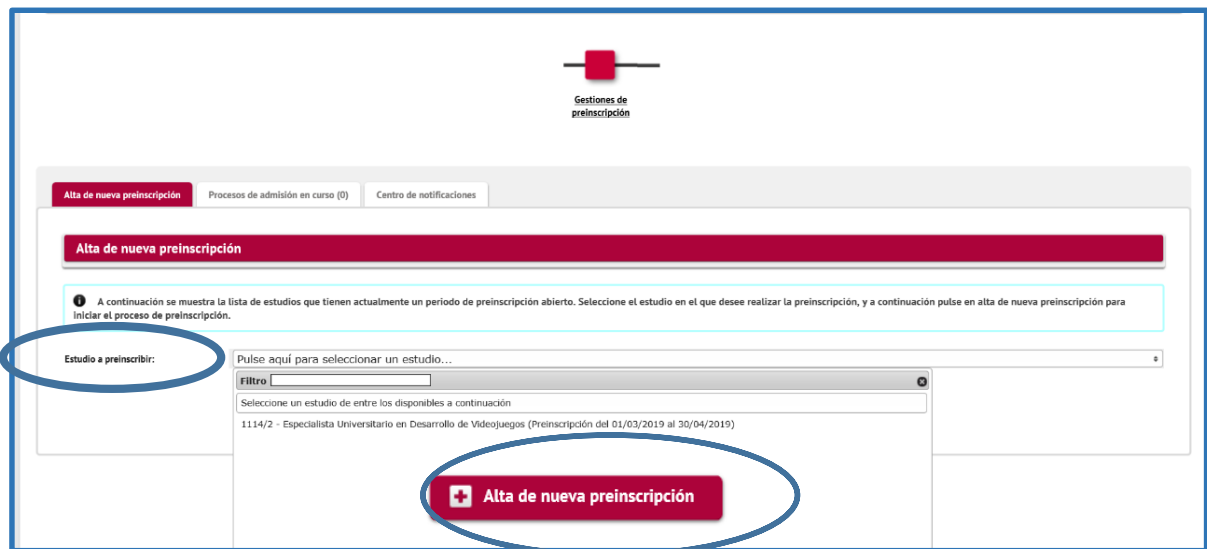 Gestiones de
preinscripción
Alta de nueva preinscripción
Procesos de admisión en curso (0)
Centro de notificaciones
Alta de nueva preinscripción
A continuación se muestra la lista de estudios que tienen actualmente un periodo de preinscripción abierto. Seleccione el estudio en el que desee realizar la preinscripción, y a continuación pulse en alta de nueva preinscripción para
iniciar el proceso de preinscripción.
Estudio a preinscribir:
Pulse aquí para seleccionar un estudio...
Filtro
Seleccione un estudio de entre los disponibles a continuación
1114/2 - Especialista Universitario en Desarrollo de Videojuegos (Preinscripción del 01/03/2019 al 30/04/2019)
Alta de nueva preinscripción